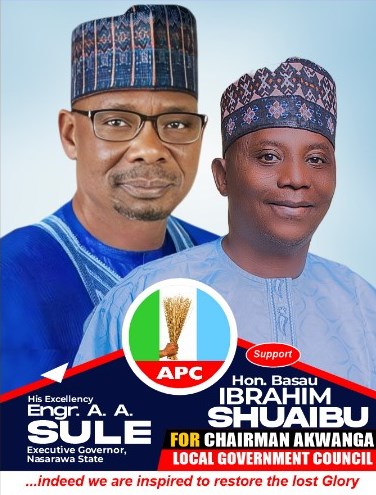 APC
Support
His Excellency
Engr. A. A.
SULE
Executive Governor,
Nasarawa State
Hon. Basau
IBRAHIM
SHUAIBU
FOR CHAIRMAN AKWANGA
LOCAL GOVERNMENT COUNCIL
...indeed we are inspired to restore the lost Glory